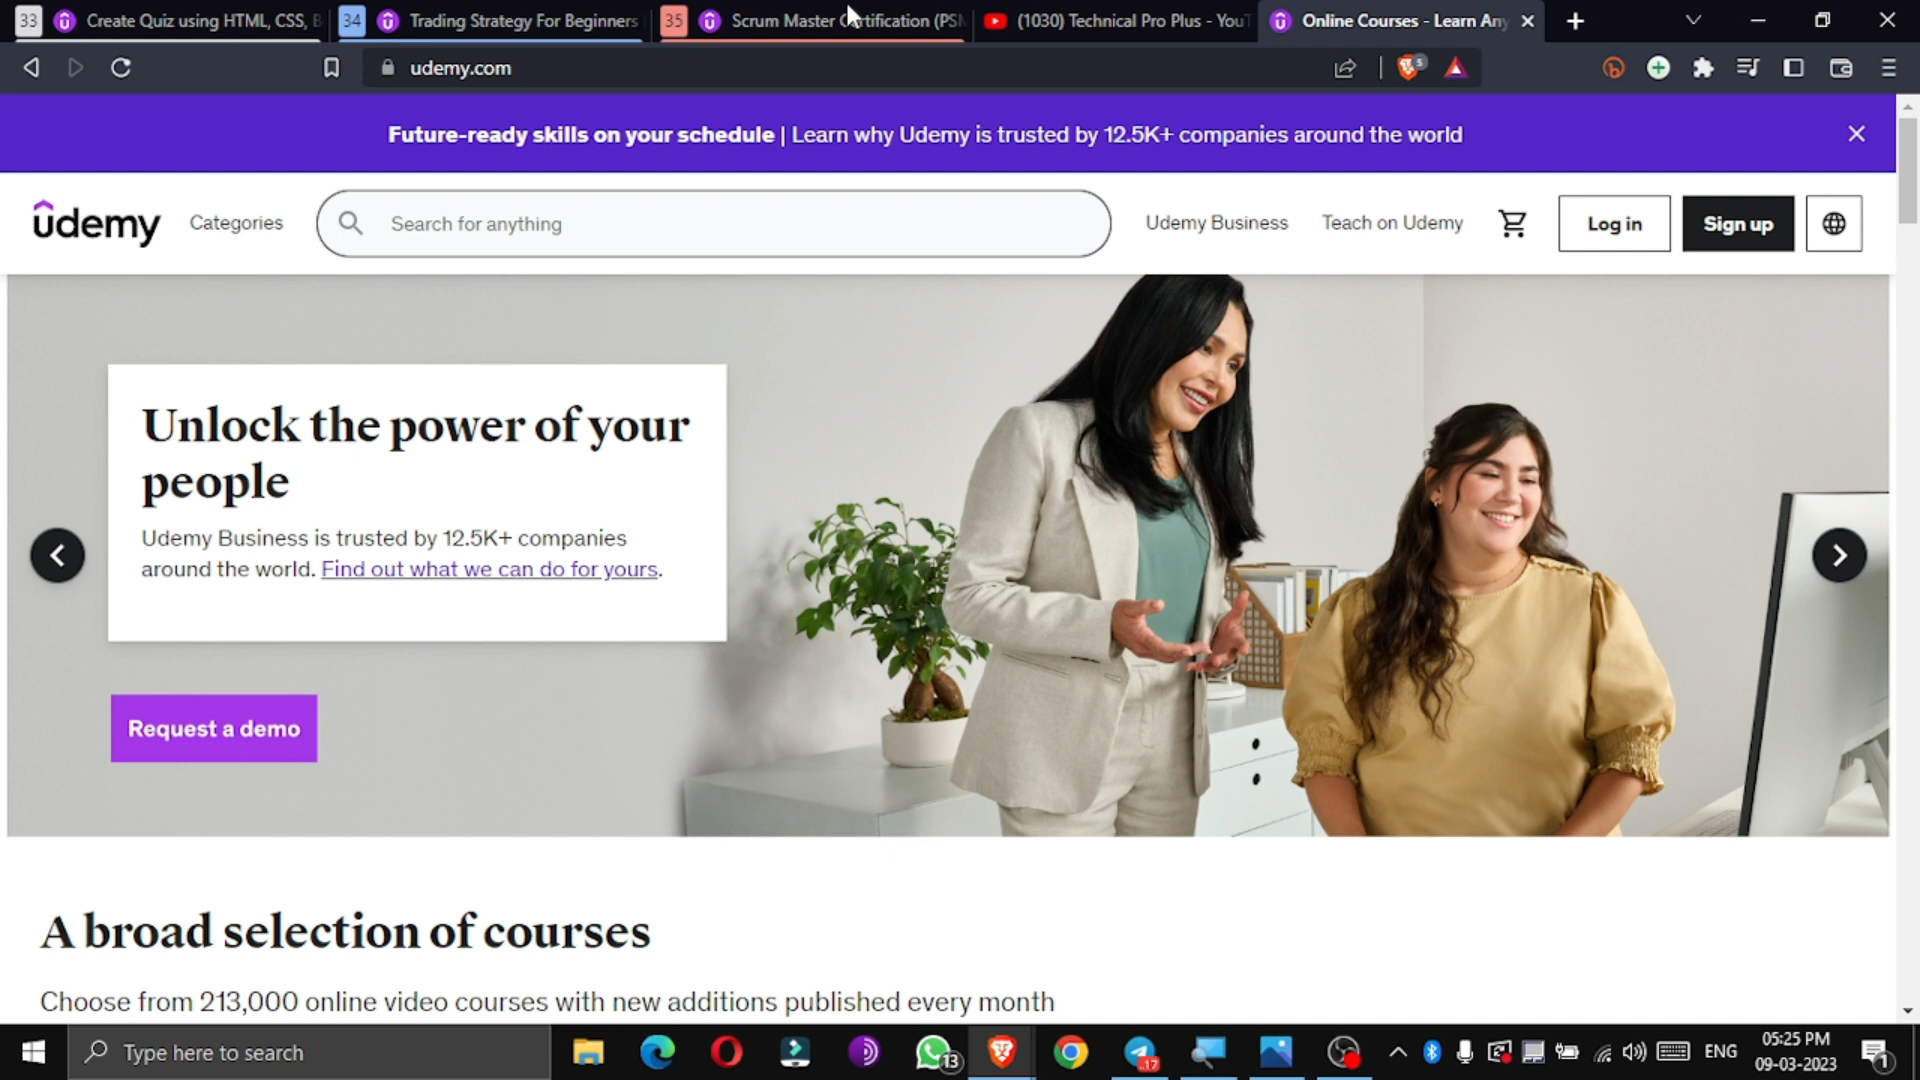 33 Create Quiz using HTML, CSS, B
34 Trading Strategy For Beginners
35 Scrum Master Certification (PSM
(1030) Technical Pro Plus - YouT
Online Courses - Learn Any
udemy.com
5
Future-ready skills on your schedule | Learn why Udemy is trusted by 12.5K+ companies around the world
ûdemy
Categories
Search for anything
Udemy Business
Teach on Udemy
Log in
Sign up
Unlock the power of your
people
Udemy Business is trusted by 12.5K+ companies
around the world. Find out what we can do for yours.
Request a demo
A broad selection of courses
Choose from 213,000 online video courses with new additions published every month
Type here to search
13
17
ENG
05:25 PM
09-03-2023
1